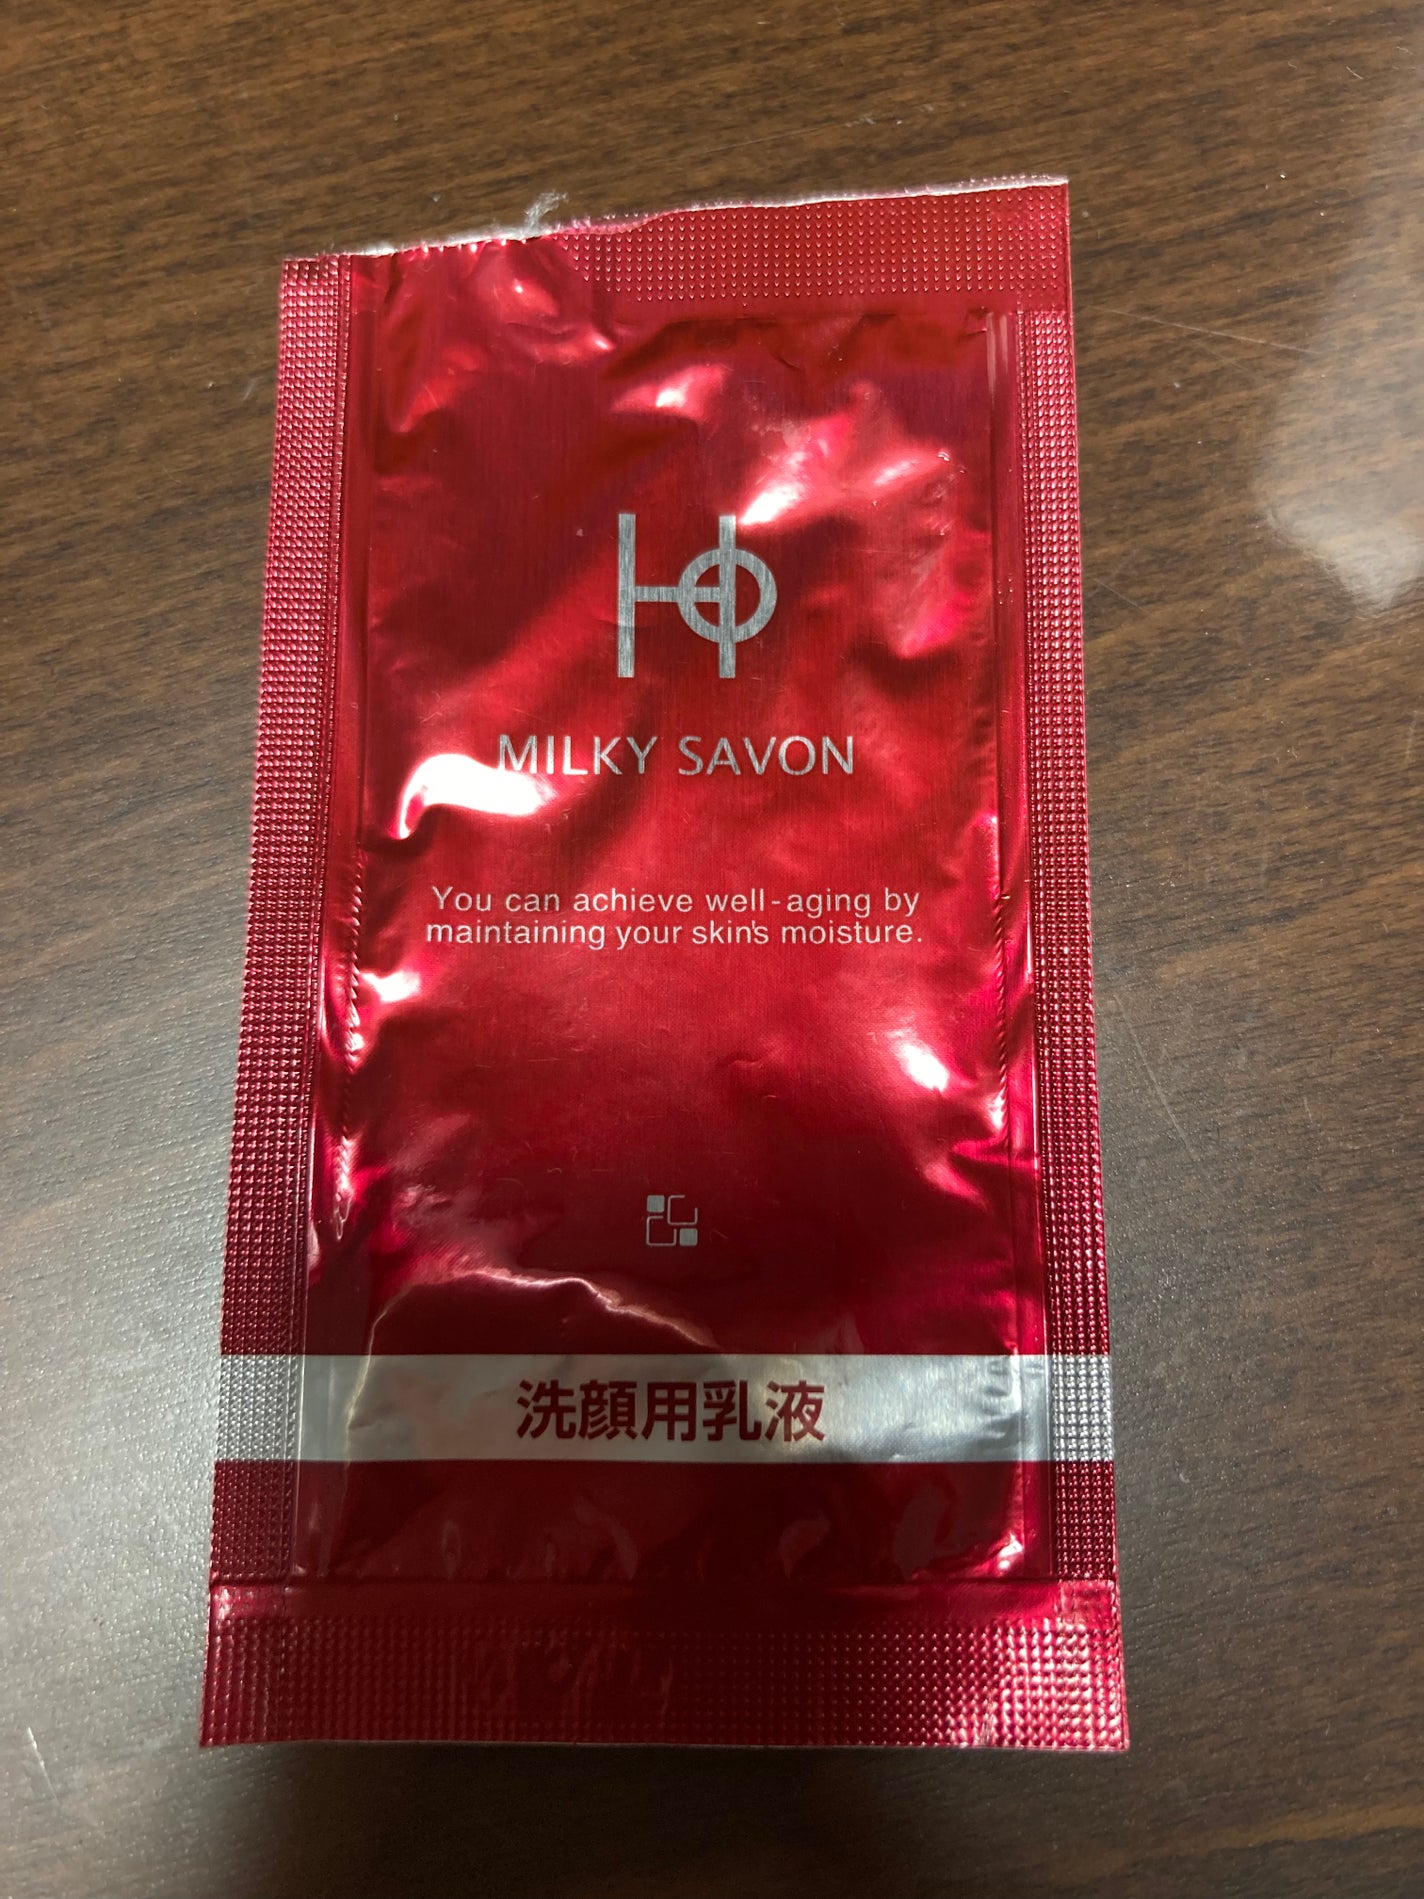 MILKY SAVON
You can achieve well-aging by
maintaining your skin's moisture.
洗顔用乳液